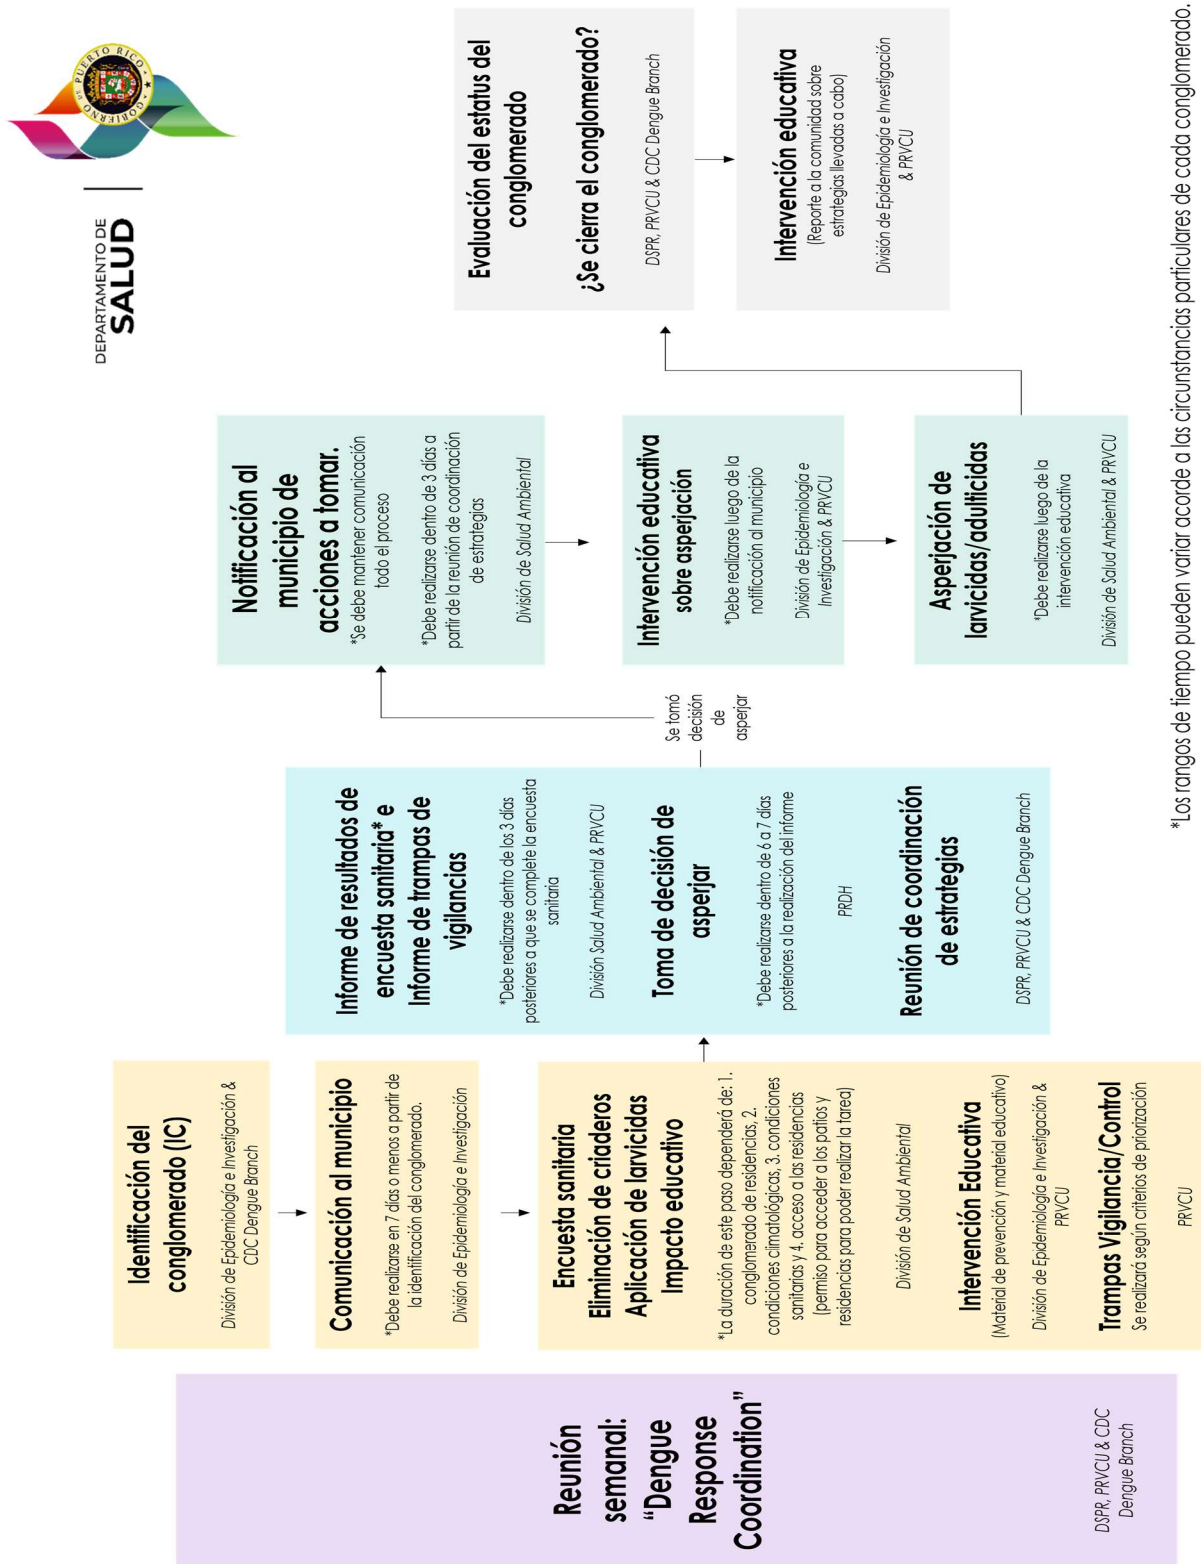 DEPARTAMENTO DE
SALUD
GOBIERNO DE PUERTO RICO
Reunión
semanal:
“Dengue
Response
Coordination”
DSPR, PRVCU & CDC
Dengue Branch
Identificación del
conglomerado (IC)
División de Epidemiología e Investigación &
CDC Dengue Branch
Comunicación al municipio
*Debe realizarse en 7 días o menos a partir de
la identificación del conglomerado.
División de Epidemiología e Investigación
Encuesta sanitaria
Eliminación de criaderos
Aplicación de larvicidas
Impacto educativo
*La duración de este paso dependerá de: 1.
conglomerado de residencias, 2.
condiciones climatológicas, 3. condiciones
sanitarias y 4. acceso a las residencias
(permiso para acceder a los patios y
residencias para poder realizar la tarea)
División de Salud Ambiental
Intervención Educativa
(Material de prevención y material educativo)
División de Epidemiología e Investigación &
PRVCU
Trampas Vigilancia/Control
Se realizará según criterios de priorización
PRVCU
Informe de resultados de
encuesta sanitaria* e
Informe de trampas de
vigilancias
*Debe realizarse dentro de los 3 días
posteriores a que se complete la encuesta
sanitaria
División Salud Ambiental & PRVCU
Toma de decisión de
asperjar
*Debe realizarse dentro de 6 a 7 días
posteriores a la realización del informe
PRDH
Reunión de coordinación
de estrategias
DSPR, PRVCU & CDC Dengue Branch
Se tomó
decisión
de
asperjar
Notificación al
municipio de
acciones a tomar.
*Se debe mantener comunicación
todo el proceso
*Debe realizarse dentro de 3 días a
partir de la reunión de coordinación
de estrategias
División de Salud Ambiental
Intervención educativa
sobre asperjación
*Debe realizarse luego de la
notificación al municipio
División de Epidemiología e
Investigación & PRVCU
Asperjación de
larvicidas/adulticidas
*Debe realizarse luego de la
intervención educativa
División de Salud Ambiental & PRVCU
Evaluación del estatus del
conglomerado
¿Se cierra el conglomerado?
DSPR, PRVCU & CDC Dengue Branch
Intervención educativa
(Reporte a la comunidad sobre
estrategias llevadas a cabo)
División de Epidemiología e Investigación
& PRVCU
*Los rangos de tiempo pueden variar acorde a las circunstancias particulares de cada conglomerado.